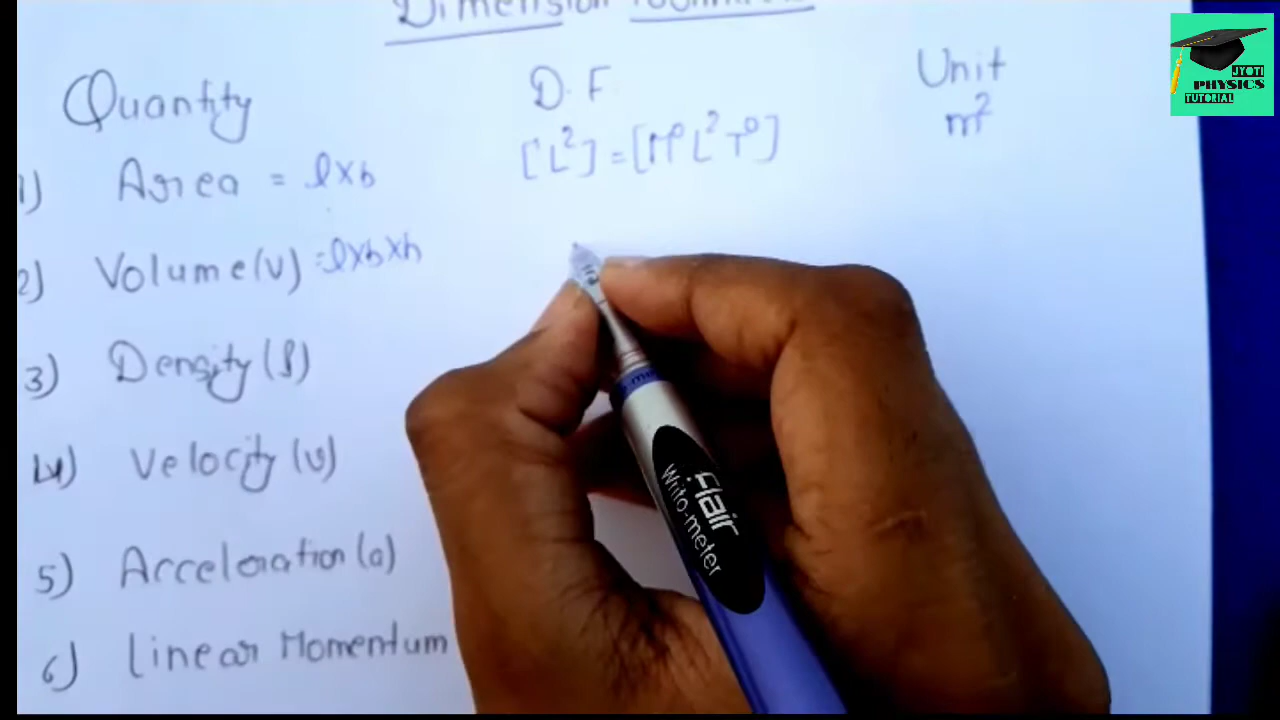 Dimension
Quantity D.F. Unit
1) Area = l×b [L²] = [M⁰L²T⁰] m²
2) Volume(V) = l×b×h
3) Density (ρ)
4) Velocity (v)
5) Acceleration (a)
6) Linear Momentum
Flair
Writo-meter
JYOTI
PHYSICS
TUTORIAL